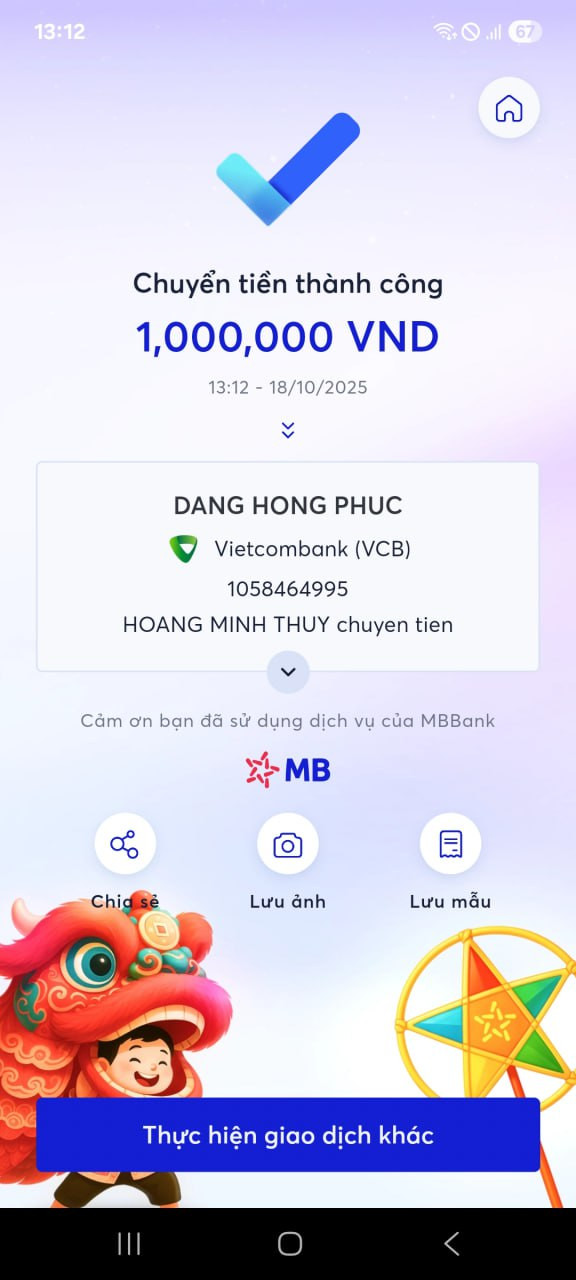 13:12
67
Chuyển tiền thành công
1,000,000 VND
13:12 - 18/10/2025
DANG HONG PHUC
Vietcombank (VCB)
1058464995
HOANG MINH THUY chuyen tien
Cảm ơn bạn đã sử dụng dịch vụ của MBBank
MB
Chia sẻ
Lưu ảnh
Lưu mẫu
Thực hiện giao dịch khác